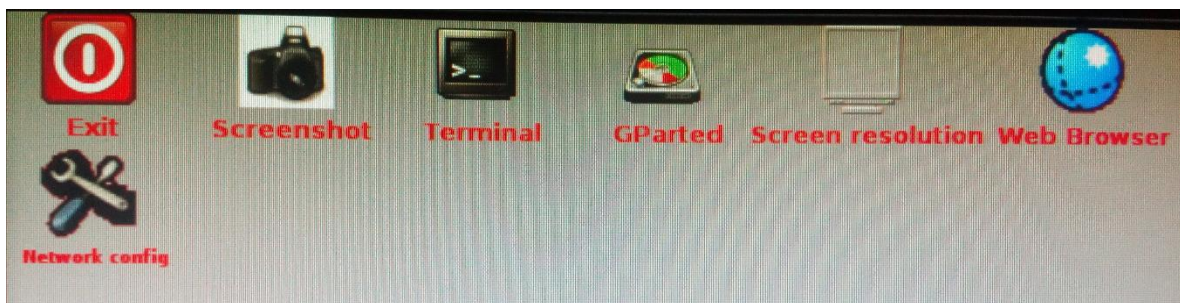 Exit
Screenshot
Terminal
GParted
Screen resolution
Web Browser
Network config